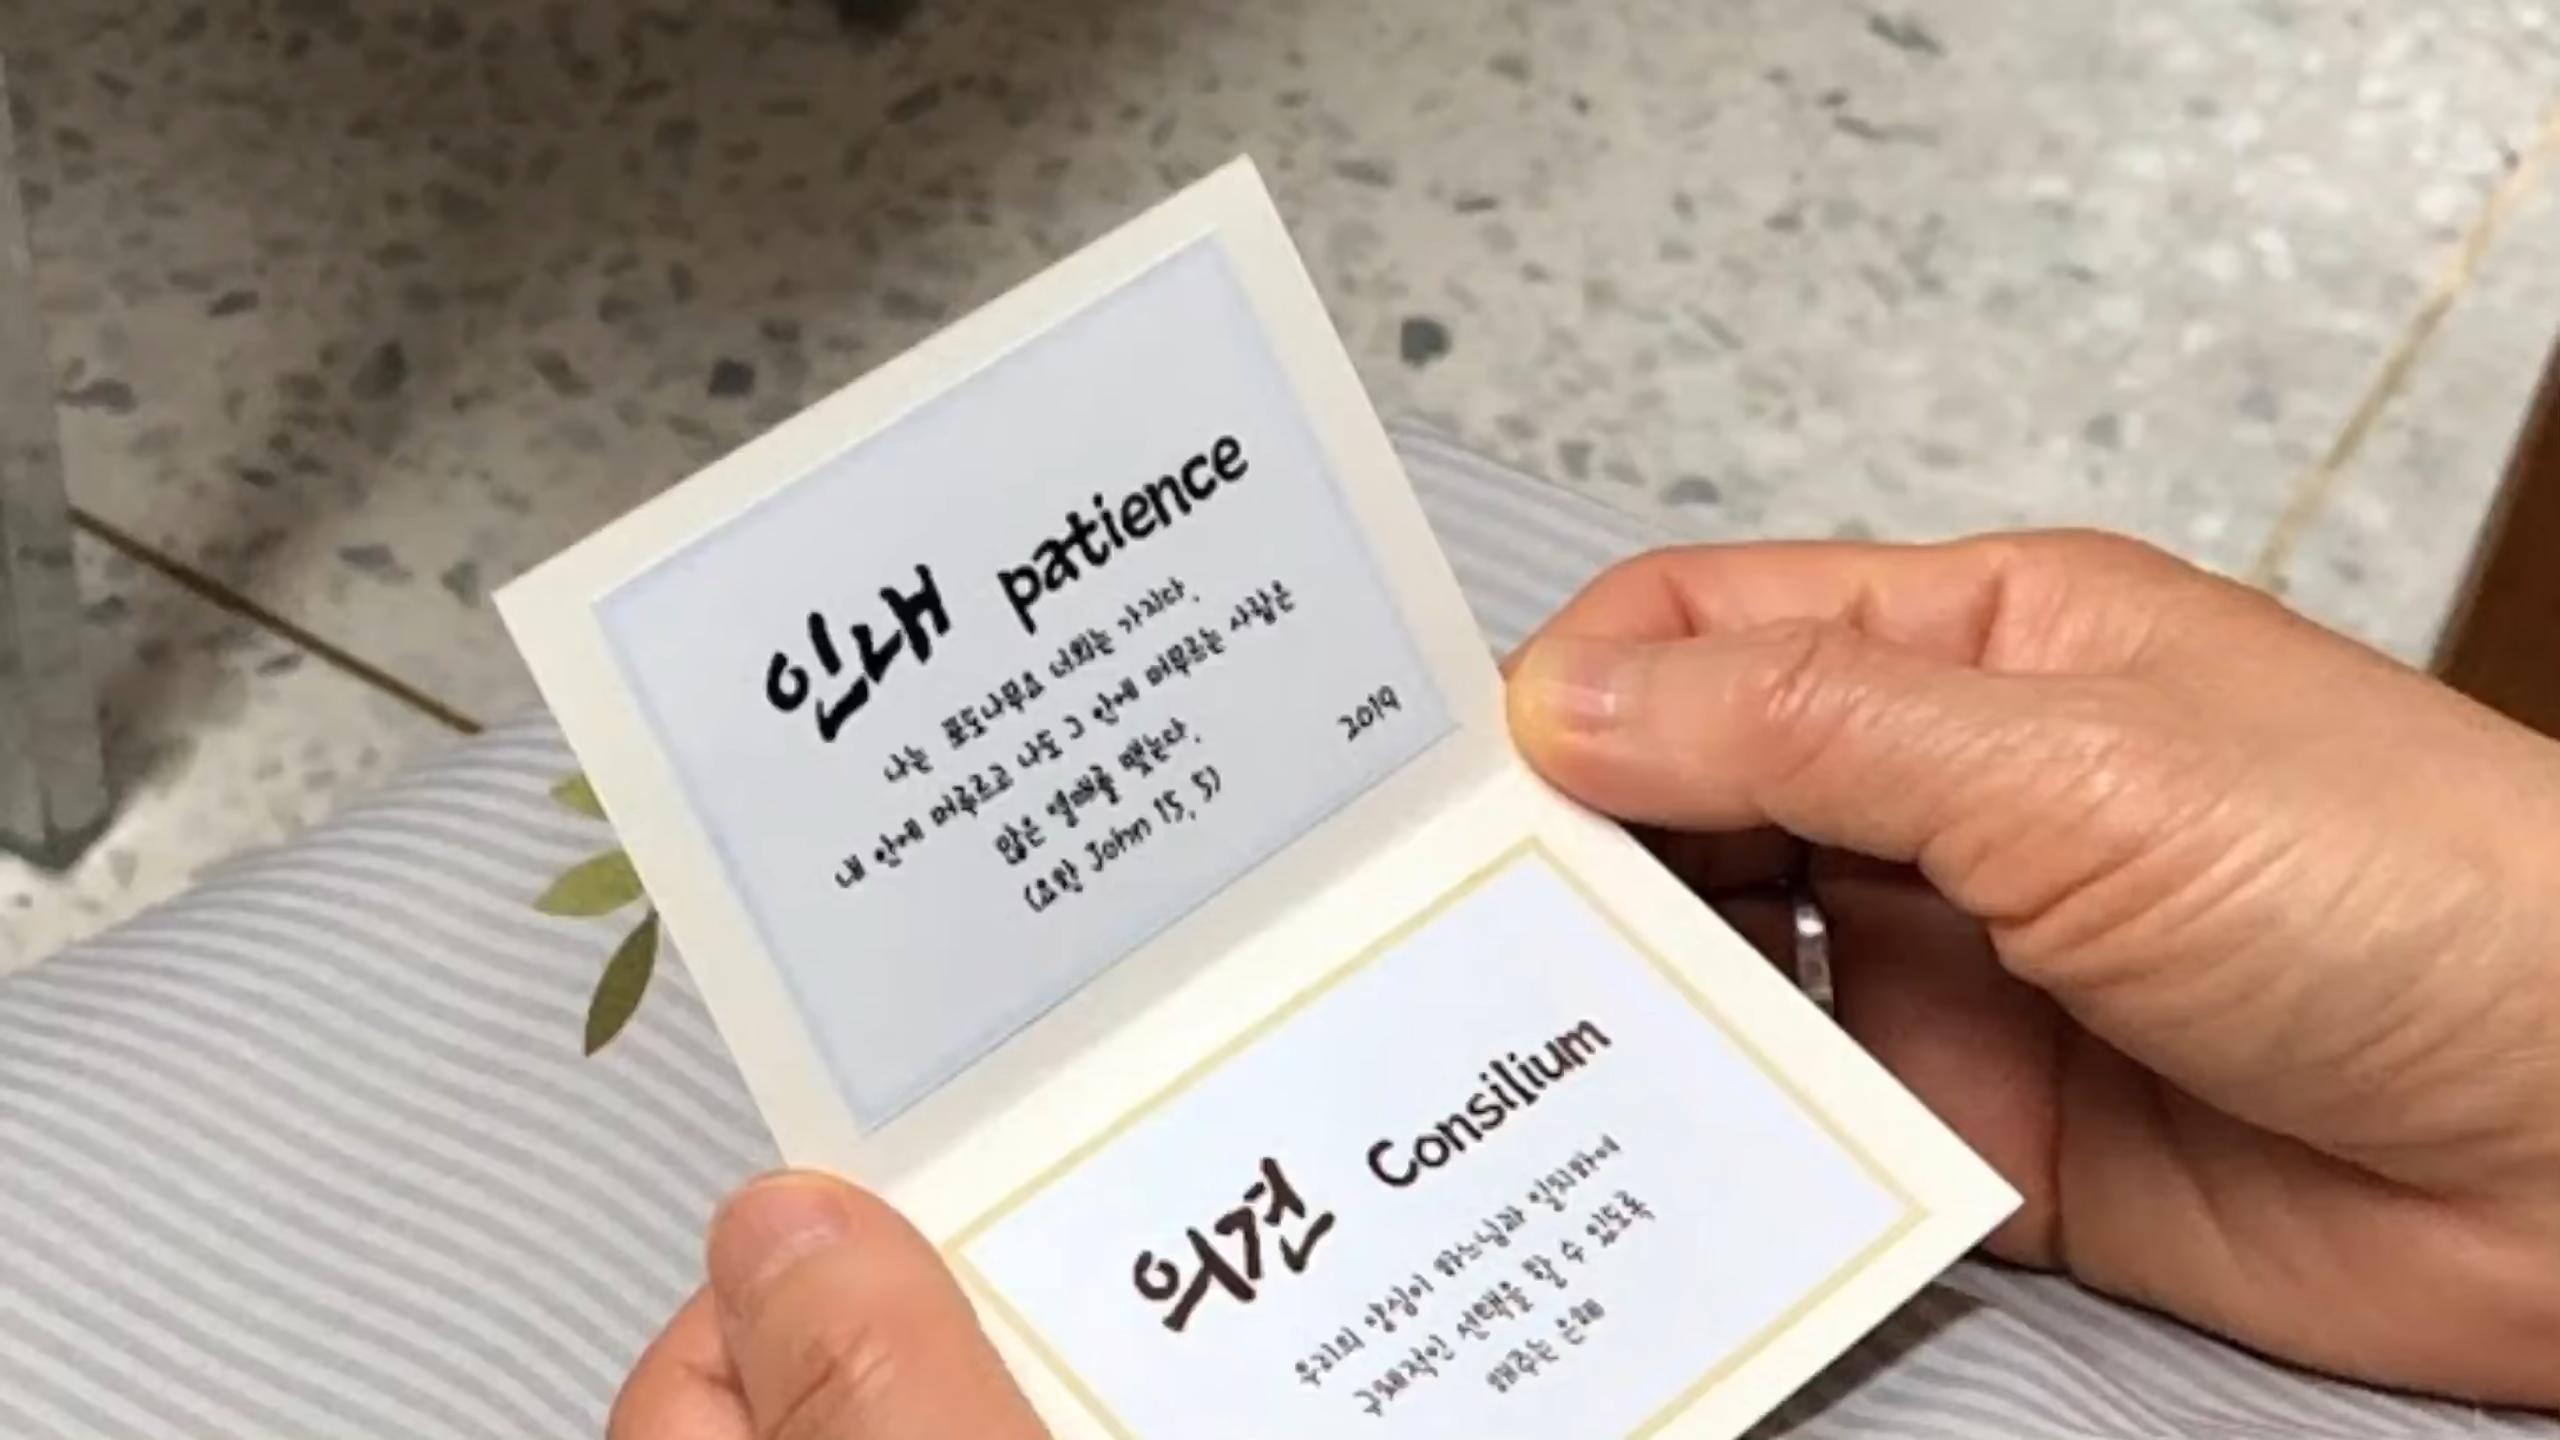 인내 patience
나는 포도나무요 너희는 가지다.
내 안에 머무르고 나도 그 안에 머무르는 사람은
많은 열매를 맺는다.
(요한 John 15, 5)
2019
의견 Consilium
우리의 양심이 하느님과 일치하여
구체적인 선택을 할 수 있도록
해주는 은혜